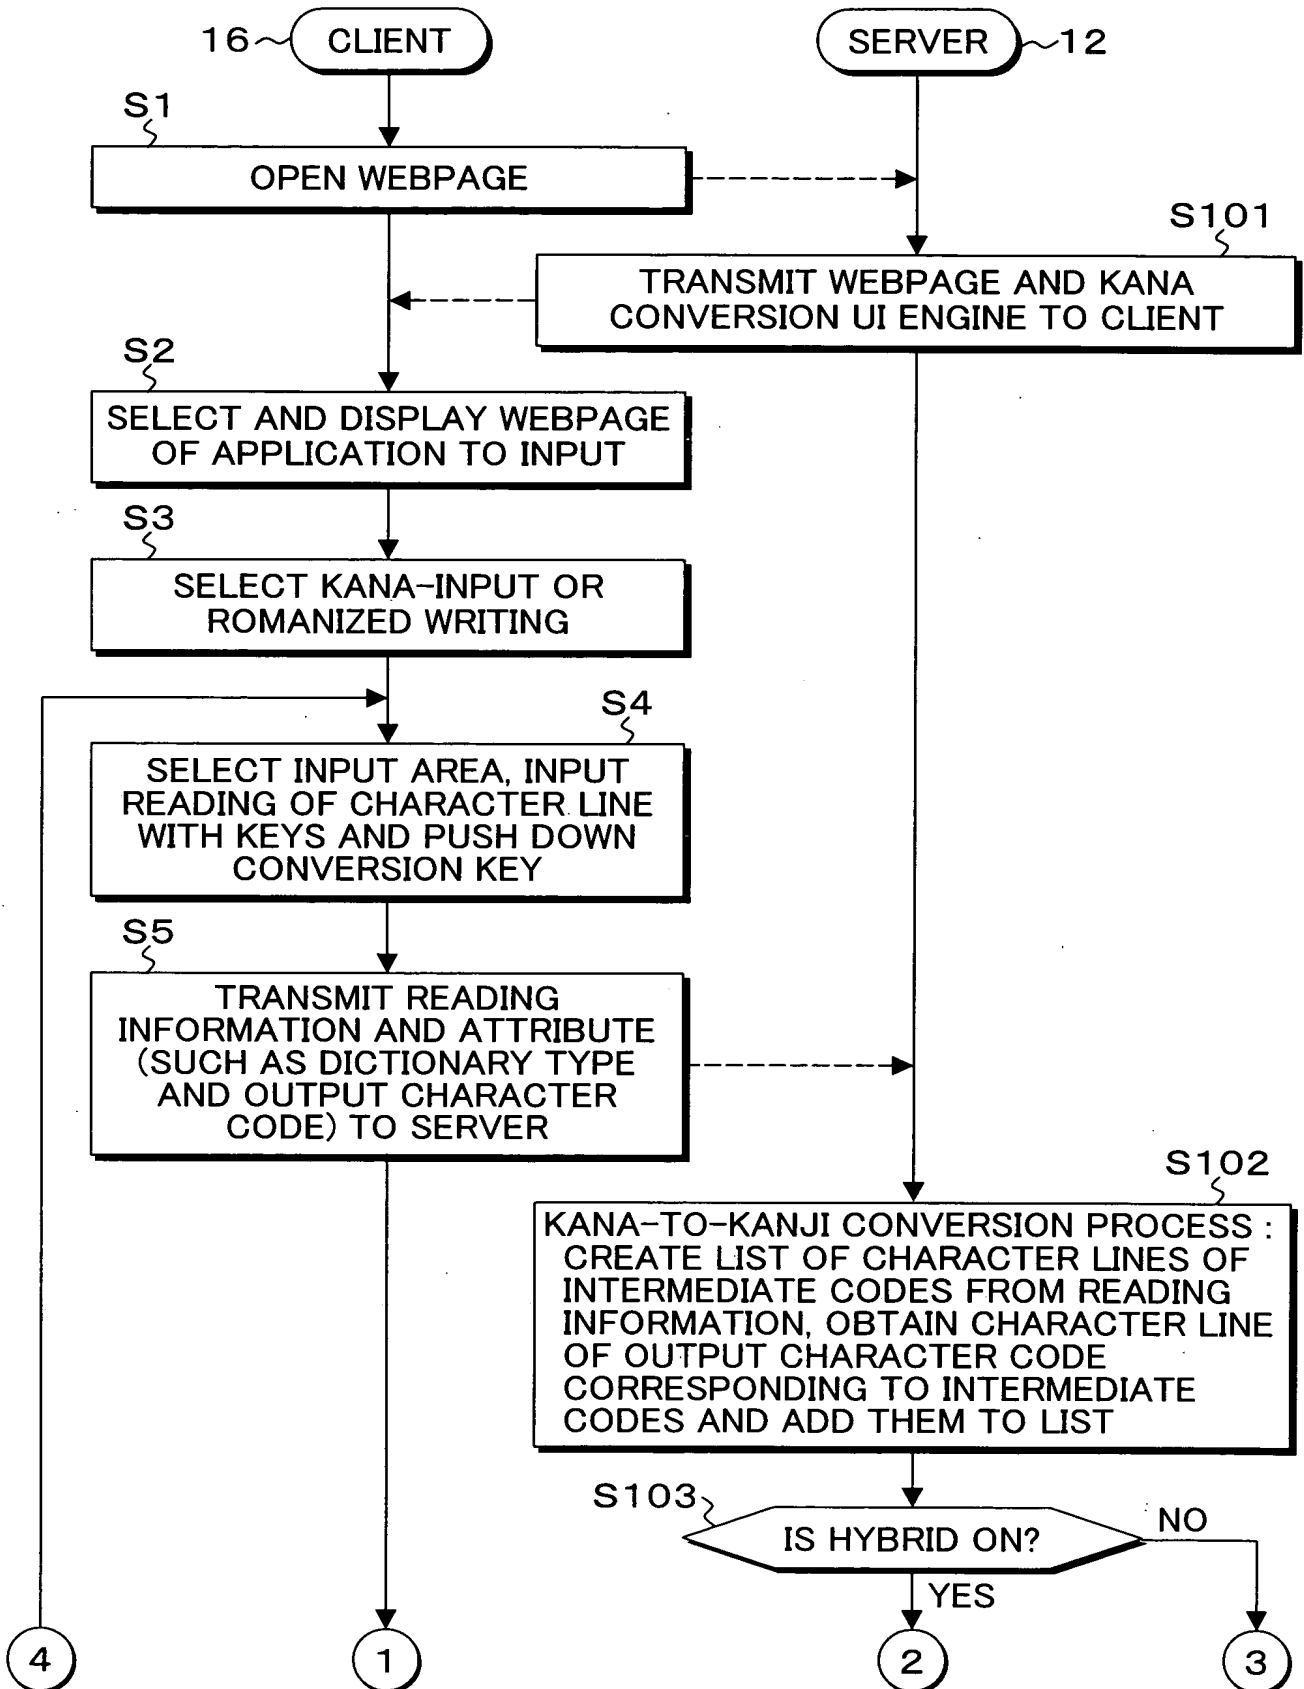 16 CLIENT
SERVER 12
S1
OPEN WEBPAGE
S101
TRANSMIT WEBPAGE AND KANA
CONVERSION UI ENGINE TO CLIENT
S2
SELECT AND DISPLAY WEBPAGE
OF APPLICATION TO INPUT
S3
SELECT KANA-INPUT OR
ROMANIZED WRITING
S4
SELECT INPUT AREA, INPUT
READING OF CHARACTER LINE
WITH KEYS AND PUSH DOWN
CONVERSION KEY
S5
TRANSMIT READING
INFORMATION AND ATTRIBUTE
(SUCH AS DICTIONARY TYPE
AND OUTPUT CHARACTER
CODE) TO SERVER
S102
KANA-TO-KANJI CONVERSION PROCESS :
CREATE LIST OF CHARACTER LINES OF
INTERMEDIATE CODES FROM READING
INFORMATION, OBTAIN CHARACTER LINE
OF OUTPUT CHARACTER CODE
CORRESPONDING TO INTERMEDIATE
CODES AND ADD THEM TO LIST
S103
IS HYBRID ON?
NO
YES
4
1
2
3